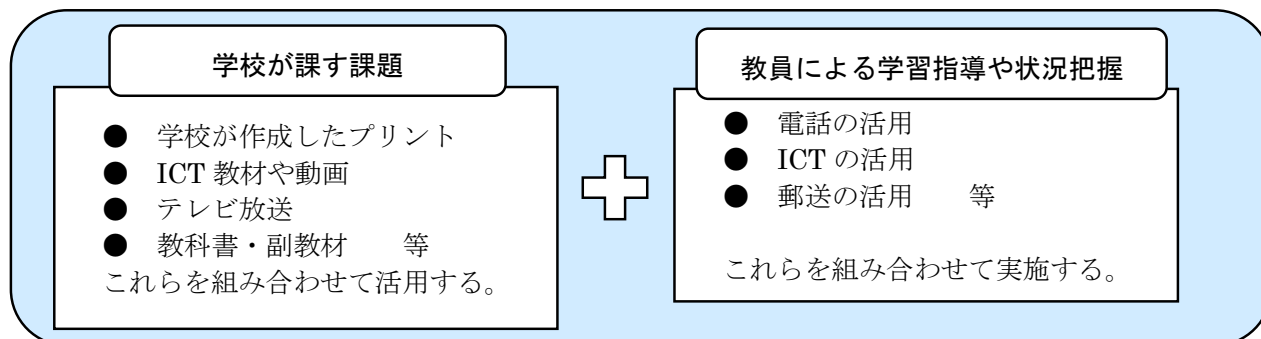 学校が課す課題
● 学校が作成したプリント
● ICT 教材や動画
● テレビ放送
● 教科書・副教材　　等
これらを組み合わせて活用する。
教員による学習指導や状況把握
● 電話の活用
● ICT の活用
● 郵送の活用　　等
これらを組み合わせて実施する。